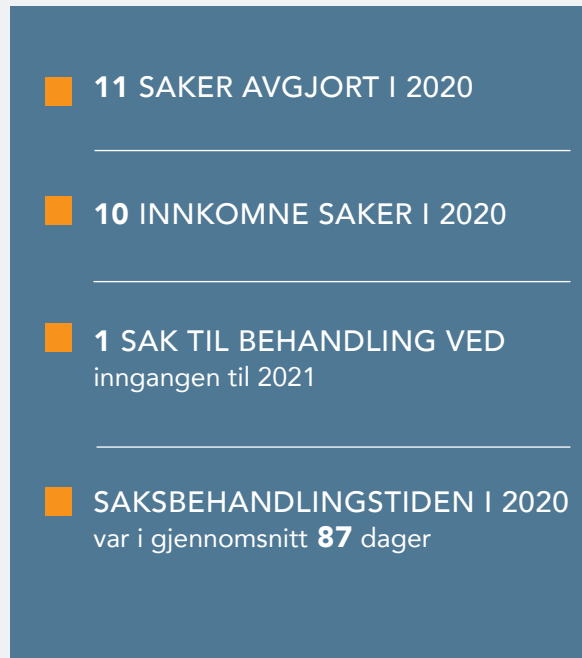 11 SAKER AVGJORT I 2020
10 INNKOMNE SAKER I 2020
1 SAK TIL BEHANDLING VED
inngangen til 2021
SAKSBEHANDLINGSTIDEN I 2020
var i gjennomsnitt 87 dager